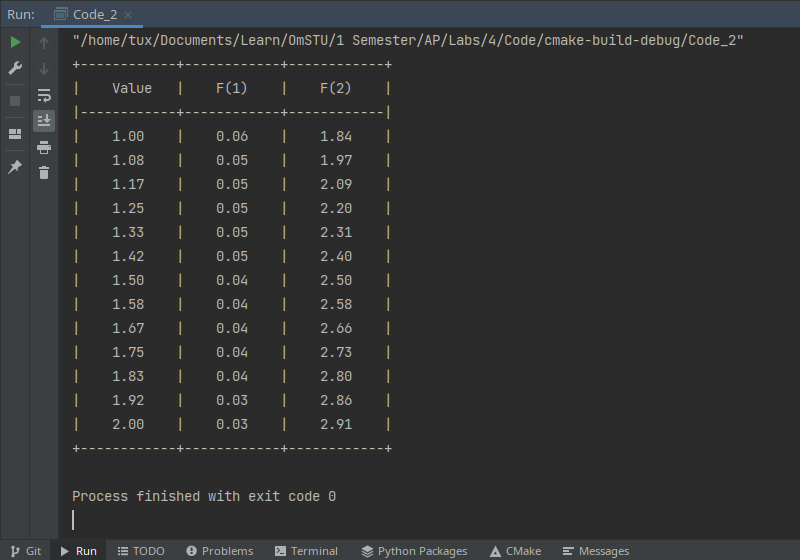 Run: Code_2
"/home/tux/Documents/Learn/OmSTU/1 Semester/AP/Labs/4/Code/cmake-build-debug/Code_2"
+------------+------------+------------+
|    Value   |    F(1)    |    F(2)    |
|------------+------------+------------|
|    1.00    |    0.06    |    1.84    |
|    1.08    |    0.05    |    1.97    |
|    1.17    |    0.05    |    2.09    |
|    1.25    |    0.05    |    2.20    |
|    1.33    |    0.05    |    2.31    |
|    1.42    |    0.05    |    2.40    |
|    1.50    |    0.04    |    2.50    |
|    1.58    |    0.04    |    2.58    |
|    1.67    |    0.04    |    2.66    |
|    1.75    |    0.04    |    2.73    |
|    1.83    |    0.04    |    2.80    |
|    1.92    |    0.03    |    2.86    |
|    2.00    |    0.03    |    2.91    |
+------------+------------+------------+
Process finished with exit code 0
Git Run TODO Problems Terminal Python Packages CMake Messages